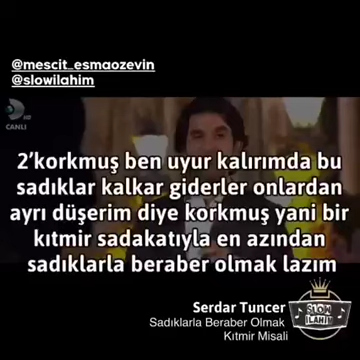 @mescit_esmaozevin
@slowilahim
D
CANLI
2'korkmuş ben uyur kalırımda bu
sadıklar kalkar giderler onlardan
ayrı düşerim diye korkmuş yani bir
kıtmir sadakatıyla en azından
sadıklarla beraber olmak lazım
Serdar Tuncer
Sadıklarla Beraber Olmak
Kıtmir Misali
SLOW
İLAHİM